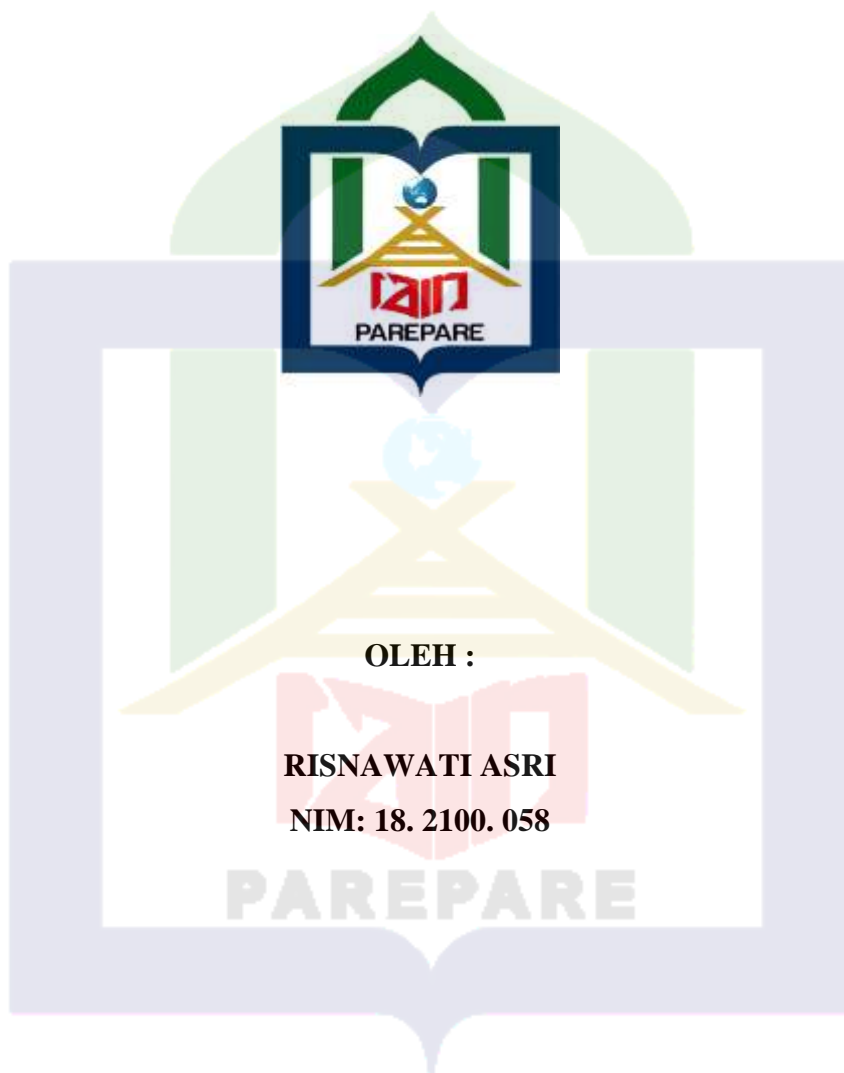 iain
PAREPARE
OLEH :
RISNAWATI ASRI
NIM: 18. 2100. 058
PAREPARE